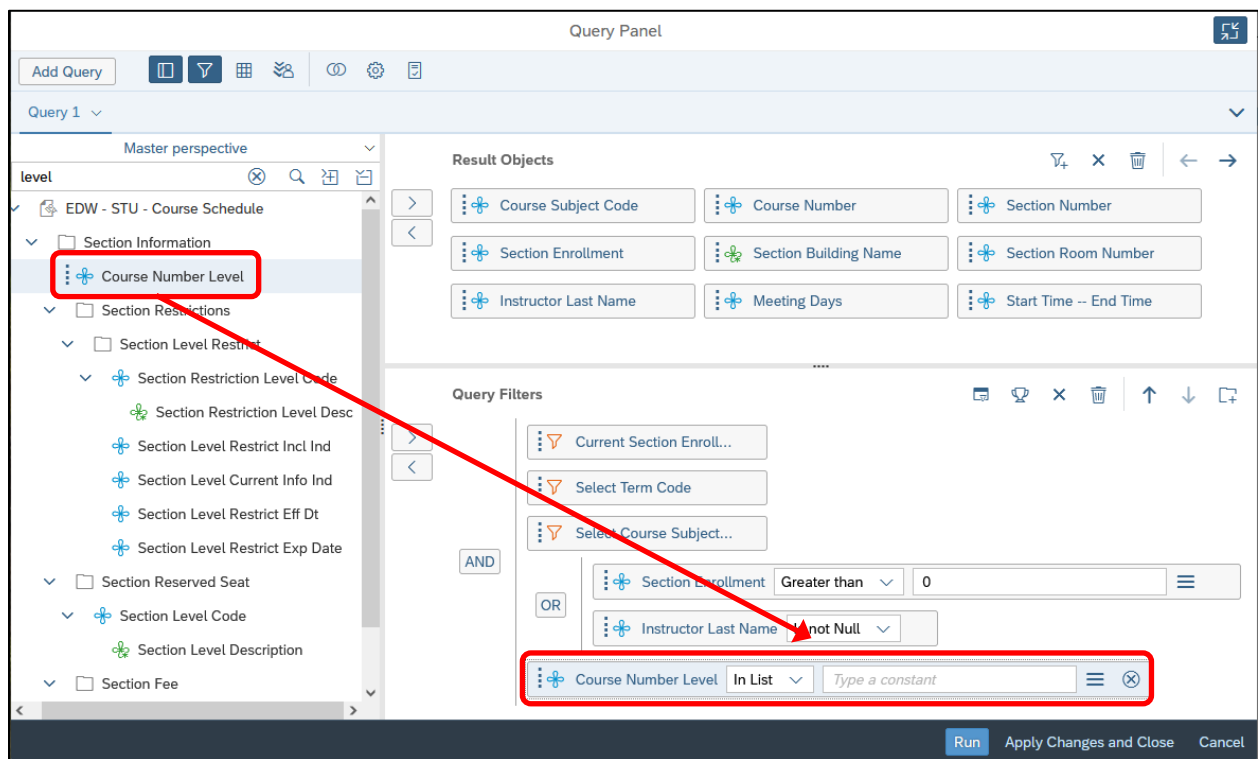 Query Panel
Add Query
Query 1
Master perspective
level
EDW - STU - Course Schedule
Section Information
Course Number Level
Section Restrictions
Section Level Restrict
Section Restriction Level Code
Section Restriction Level Desc
Section Level Restrict Incl Ind
Section Level Current Info Ind
Section Level Restrict Eff Dt
Section Level Restrict Exp Date
Section Reserved Seat
Section Level Code
Section Level Description
Section Fee
Result Objects
Course Subject Code Course Number Section Number
Section Enrollment Section Building Name Section Room Number
Instructor Last Name Meeting Days Start Time -- End Time
Query Filters
Current Section Enroll...
Select Term Code
Select Course Subject...
AND
Section Enrollment Greater than 0
OR
Instructor Last Name Is not Null
Course Number Level In List Type a constant
Run Apply Changes and Close Cancel